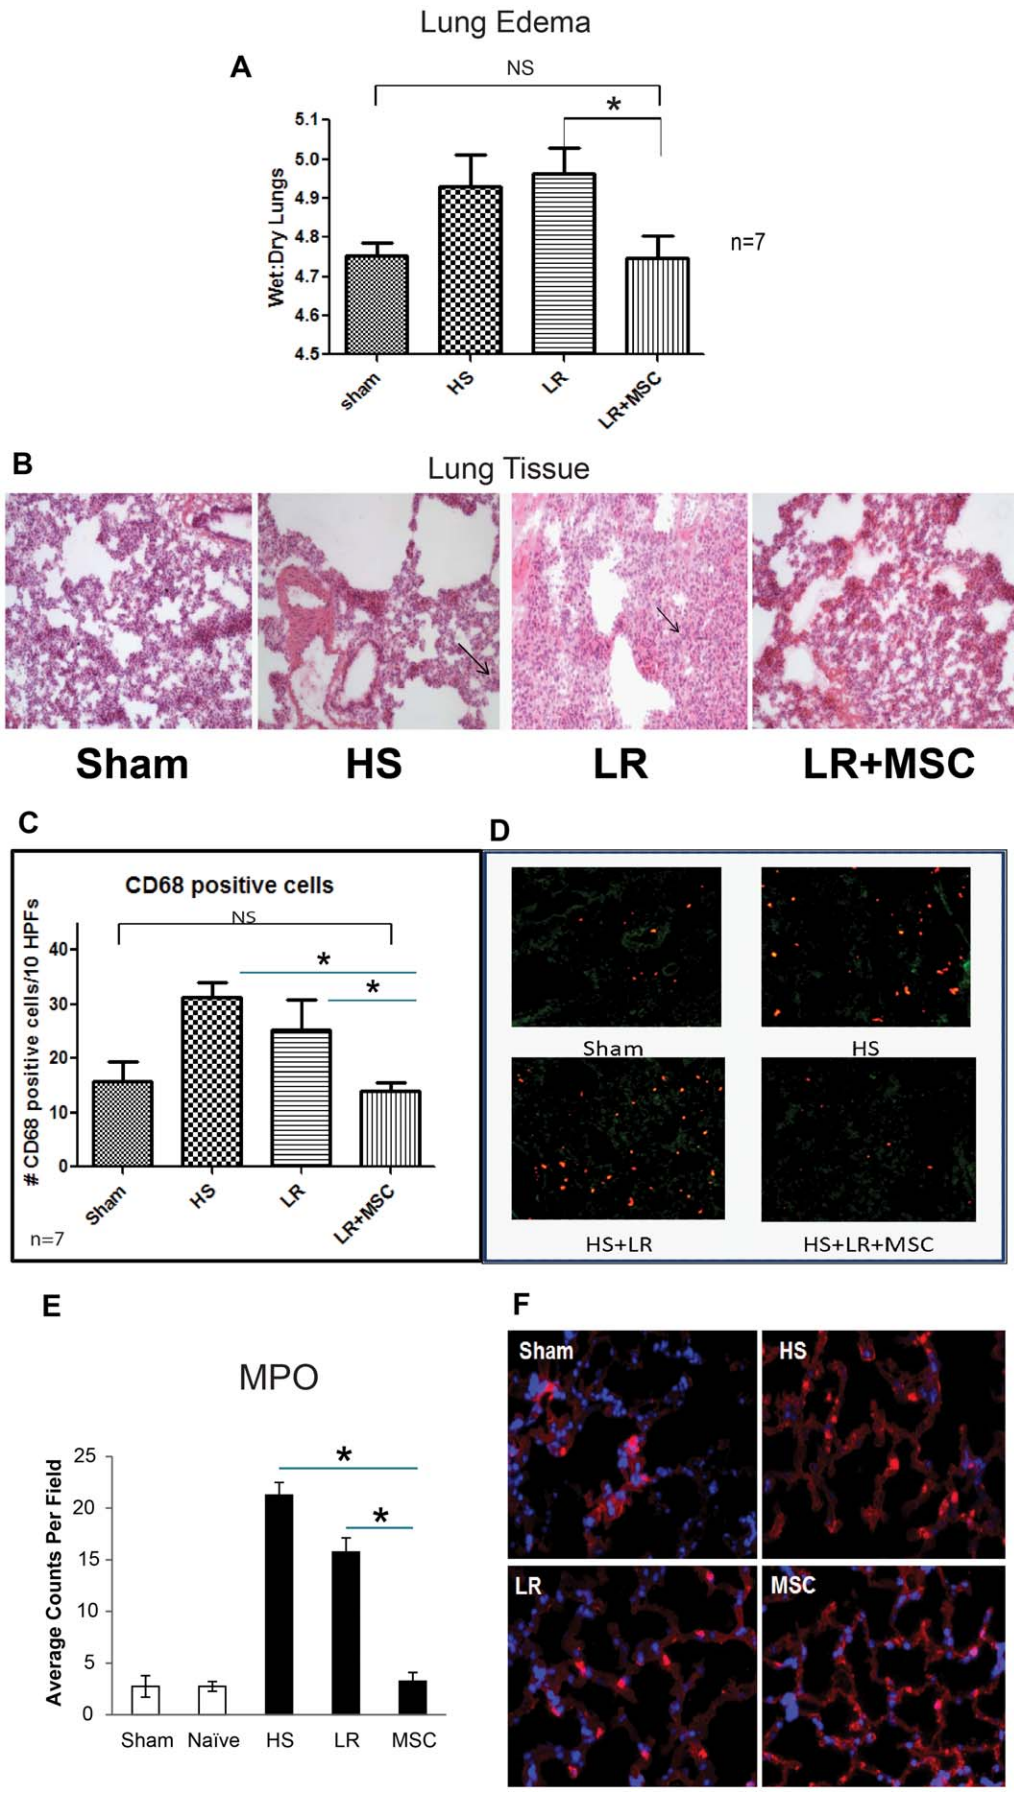 Lung Edema
A
NS
*
5.1
5.0
4.9
4.8
4.7
4.6
4.5
Wet:Dry Lungs
n=7
sham
HS
LR
LR+MSC
B
Lung Tissue
Sham
HS
LR
LR+MSC
C
CD68 positive cells
NS
*
*
40
30
20
10
0
# CD68 positive cells/10 HPFs
Sham
HS
LR
LR+MSC
n=7
D
Sham
HS
HS+LR
HS+LR+MSC
E
MPO
*
*
25
20
15
10
5
0
Average Counts Per Field
Sham
Naïve
HS
LR
MSC
F
Sham
HS
LR
MSC